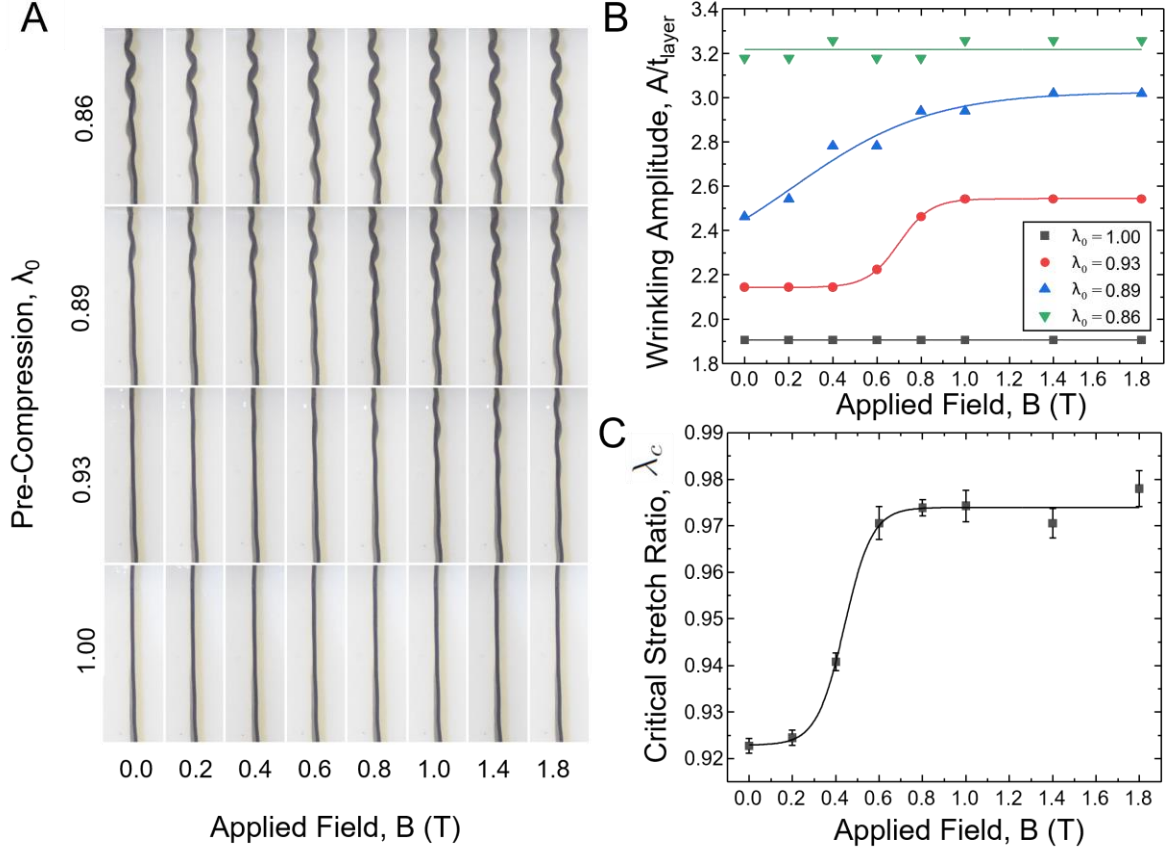 A
Pre-Compression, λ₀
0.86
0.89
0.93
1.00
0.0 0.2 0.4 0.6 0.8 1.0 1.4 1.8
Applied Field, B (T)
B
Wrinkling Amplitude, A/t_layer
3.4
3.2
3.0
2.8
2.6
2.4
2.2
2.0
1.8
λ₀ = 1.00
λ₀ = 0.93
λ₀ = 0.89
λ₀ = 0.86
0.0 0.2 0.4 0.6 0.8 1.0 1.2 1.4 1.6 1.8
Applied Field, B (T)
C
Critical Stretch Ratio, λ_c
0.99
0.98
0.97
0.96
0.95
0.94
0.93
0.92
0.0 0.2 0.4 0.6 0.8 1.0 1.2 1.4 1.6 1.8
Applied Field, B (T)